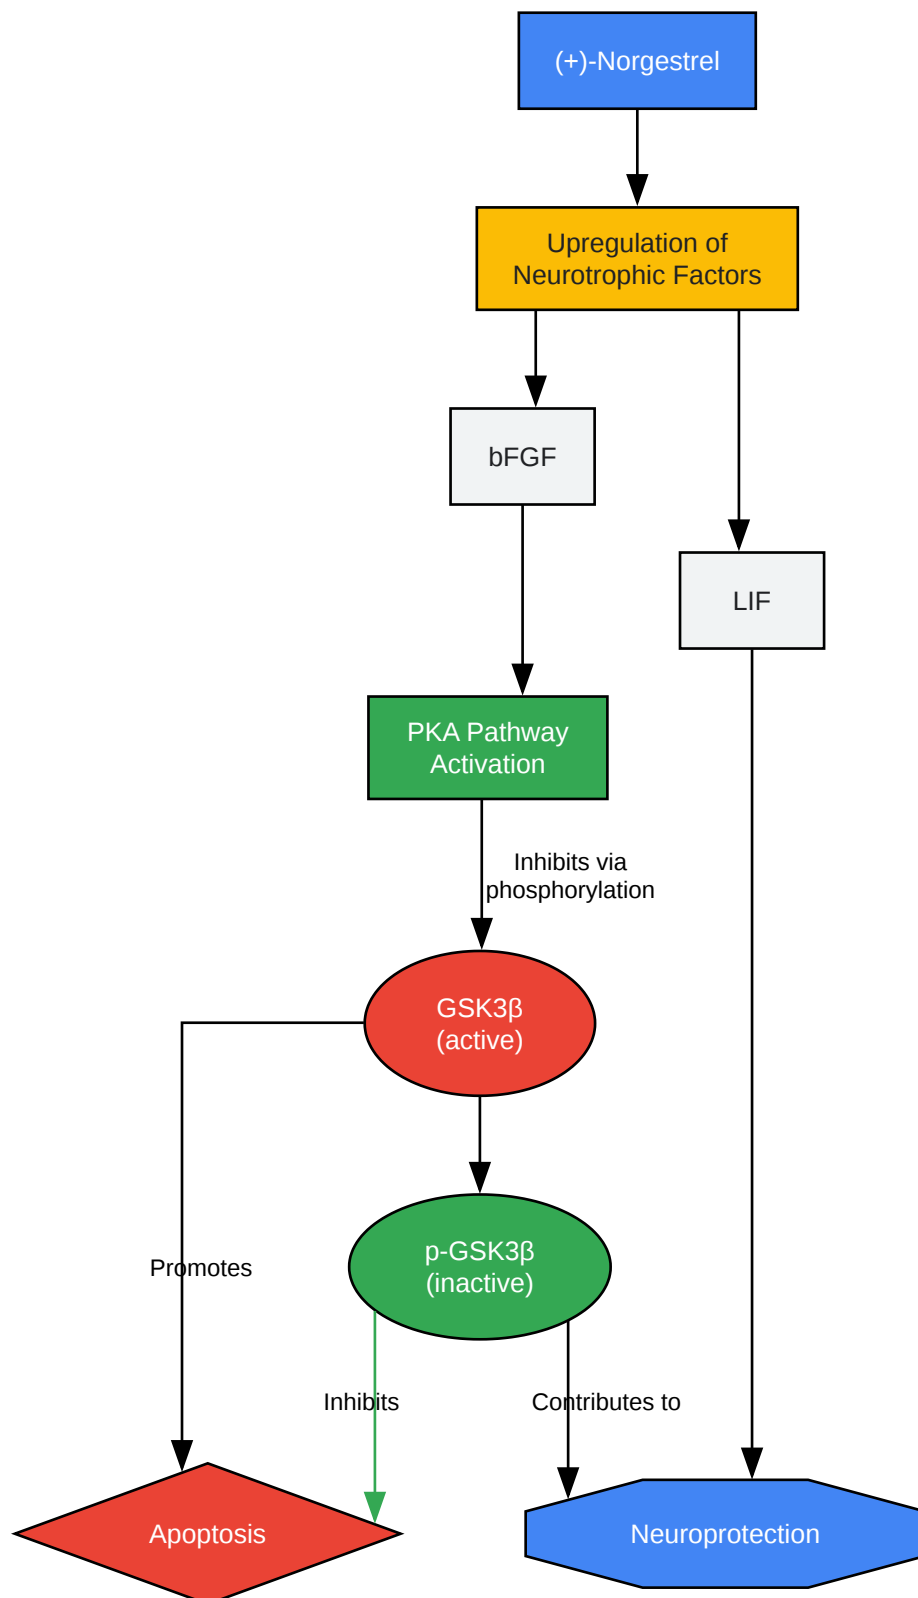 (+)-Norgestrel
Upregulation of
Neurotrophic Factors
bFGF
LIF
PKA Pathway
Activation
Inhibits via
phosphorylation
GSK3β
(active)
p-GSK3β
(inactive)
Promotes
Inhibits
Contributes to
Apoptosis
Neuroprotection